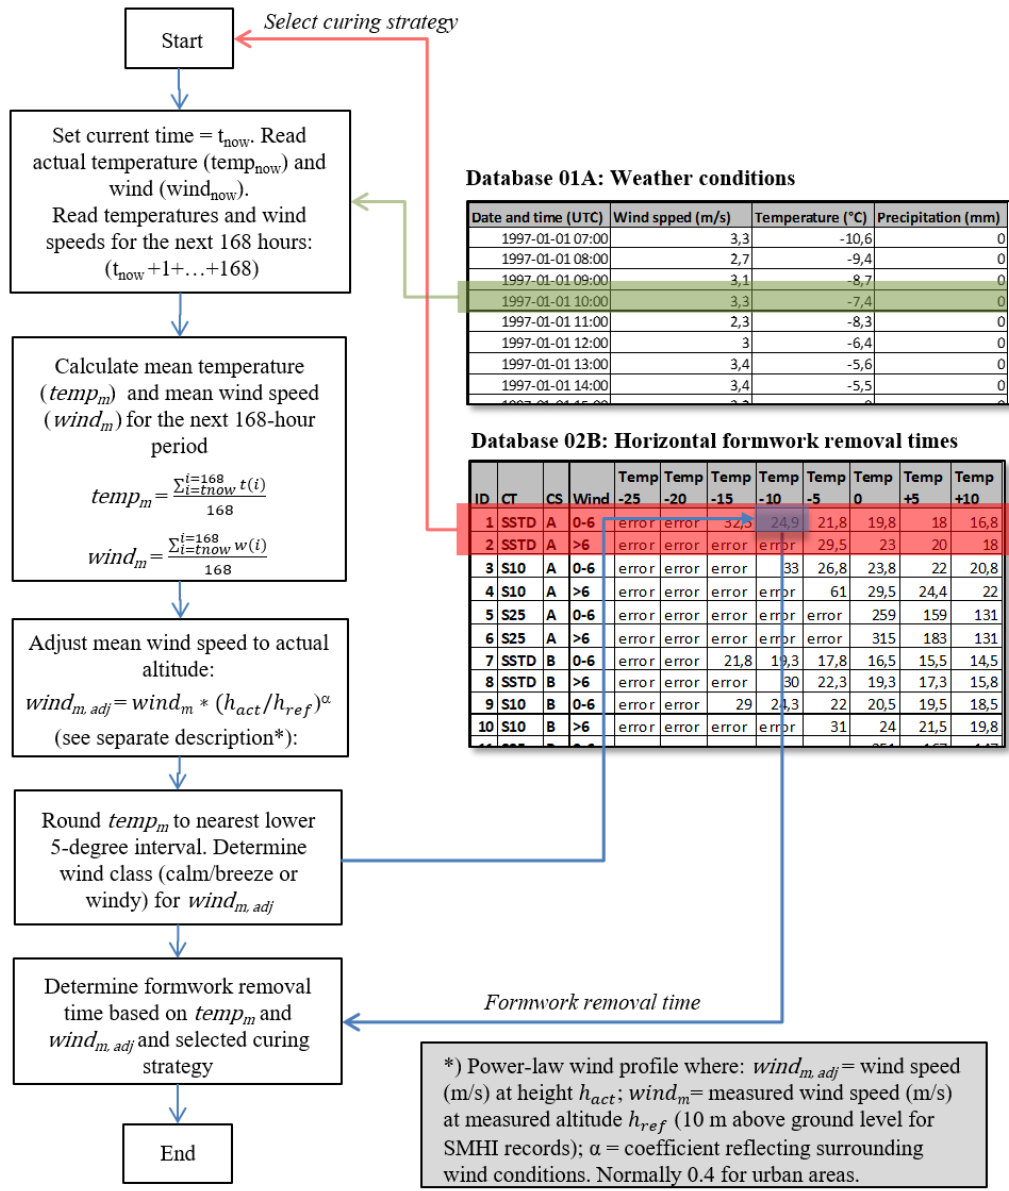 Select curing strategy
Start
Set current time = tnow. Read
actual temperature (tempnow) and
wind (windnow).
Read temperatures and wind
speeds for the next 168 hours:
(tnow +1+…+168)
Calculate mean temperature
(tempm) and mean wind speed
(windm) for the next 168-hour
period
tempm = ∑i=tnow i=168 t(i) / 168
windm = ∑i=tnow i=168 w(i) / 168
Adjust mean wind speed to actual
altitude:
windm, adj = windm * (hact/href)α
(see separate description*):
Round tempm to nearest lower
5-degree interval. Determine
wind class (calm/breeze or
windy) for windm, adj
Determine formwork removal
time based on tempm and
windm, adj and selected curing
strategy
End
Database 01A: Weather conditions
Date and time (UTC) Wind spped (m/s) Temperature (°C) Precipitation (mm)
1997-01-01 07:00 3,3 -10,6 0
1997-01-01 08:00 2,7 -9,4 0
1997-01-01 09:00 3,1 -8,7 0
1997-01-01 10:00 3,3 -7,4 0
1997-01-01 11:00 2,3 -8,3 0
1997-01-01 12:00 3 -6,4 0
1997-01-01 13:00 3,4 -5,6 0
1997-01-01 14:00 3,4 -5,5 0
Database 02B: Horizontal formwork removal times
Temp Temp Temp Temp Temp Temp Temp Temp
ID CT CS Wind -25 -20 -15 -10 -5 0 +5 +10
1 SSTD A 0-6 error error 32,5 24,9 21,8 19,8 18 16,8
2 SSTD A >6 error error error error 29,5 23 20 18
3 S10 A 0-6 error error error 33 26,8 23,8 22 20,8
4 S10 A >6 error error error error 61 29,5 24,4 22
5 S25 A 0-6 error error error error error 259 159 131
6 S25 A >6 error error error error error 315 183 131
7 SSTD B 0-6 error error 21,8 19,3 17,8 16,5 15,5 14,5
8 SSTD B >6 error error error 30 22,3 19,3 17,3 15,8
9 S10 B 0-6 error error 29 24,3 22 20,5 19,5 18,5
10 S10 B >6 error error error error 31 24 21,5 19,8
Formwork removal time
*) Power-law wind profile where: windm, adj = wind speed
(m/s) at height hact; windm= measured wind speed (m/s)
at measured altitude href (10 m above ground level for
SMHI records); α = coefficient reflecting surrounding
wind conditions. Normally 0.4 for urban areas.